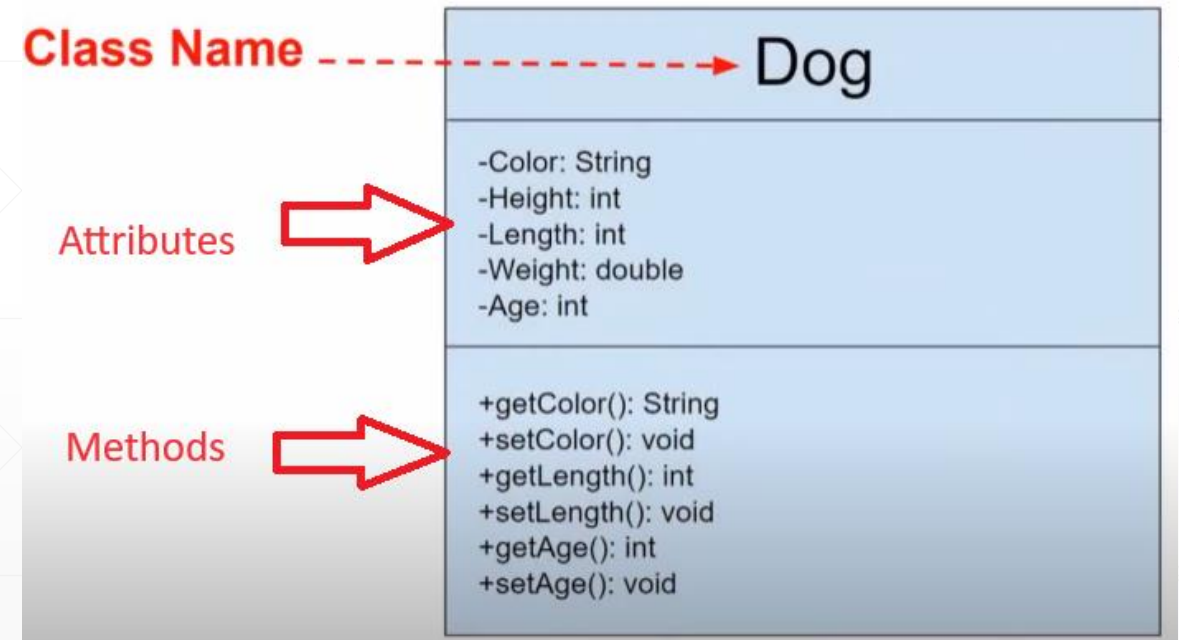 Class Name
Dog
Attributes
-Color: String
-Height: int
-Length: int
-Weight: double
-Age: int
Methods
+getColor(): String
+setColor(): void
+getLength(): int
+setLength(): void
+getAge(): int
+setAge(): void